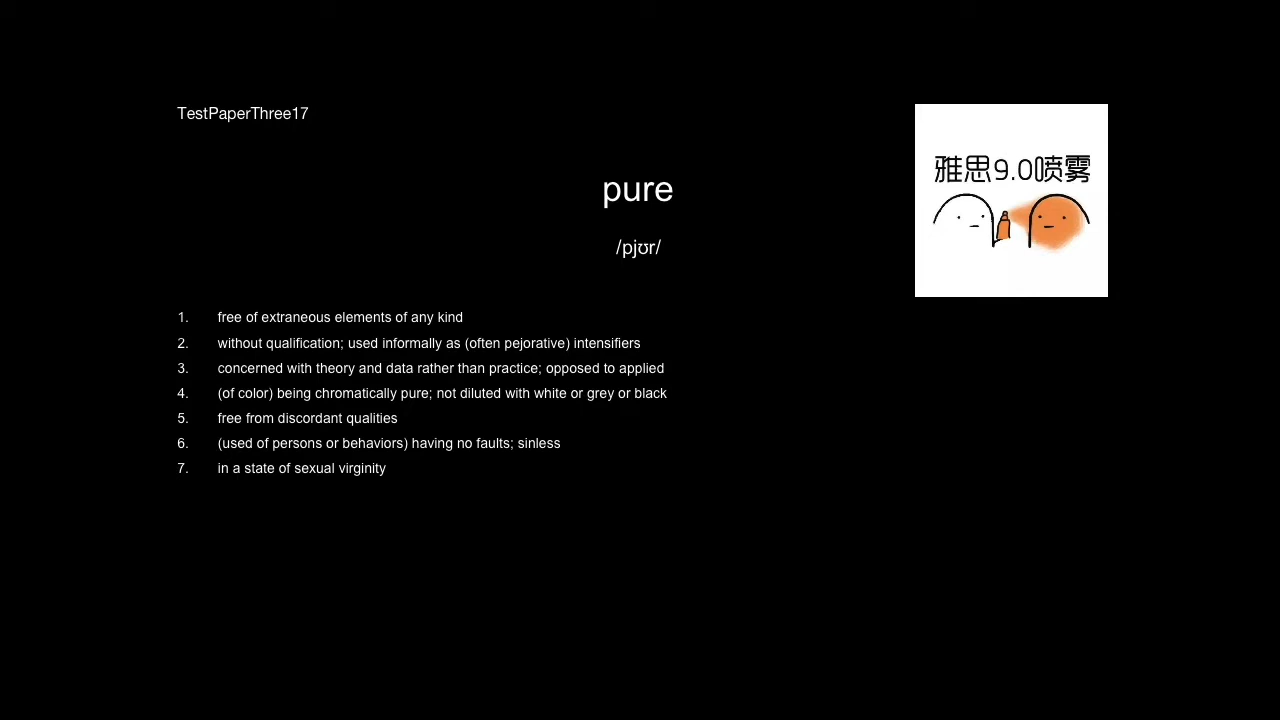 TestPaperThree17
雅思9.0喷雾
pure
/pjʊr/
1. free of extraneous elements of any kind
2. without qualification; used informally as (often pejorative) intensifiers
3. concerned with theory and data rather than practice; opposed to applied
4. (of color) being chromatically pure; not diluted with white or grey or black
5. free from discordant qualities
6. (used of persons or behaviors) having no faults; sinless
7. in a state of sexual virginity